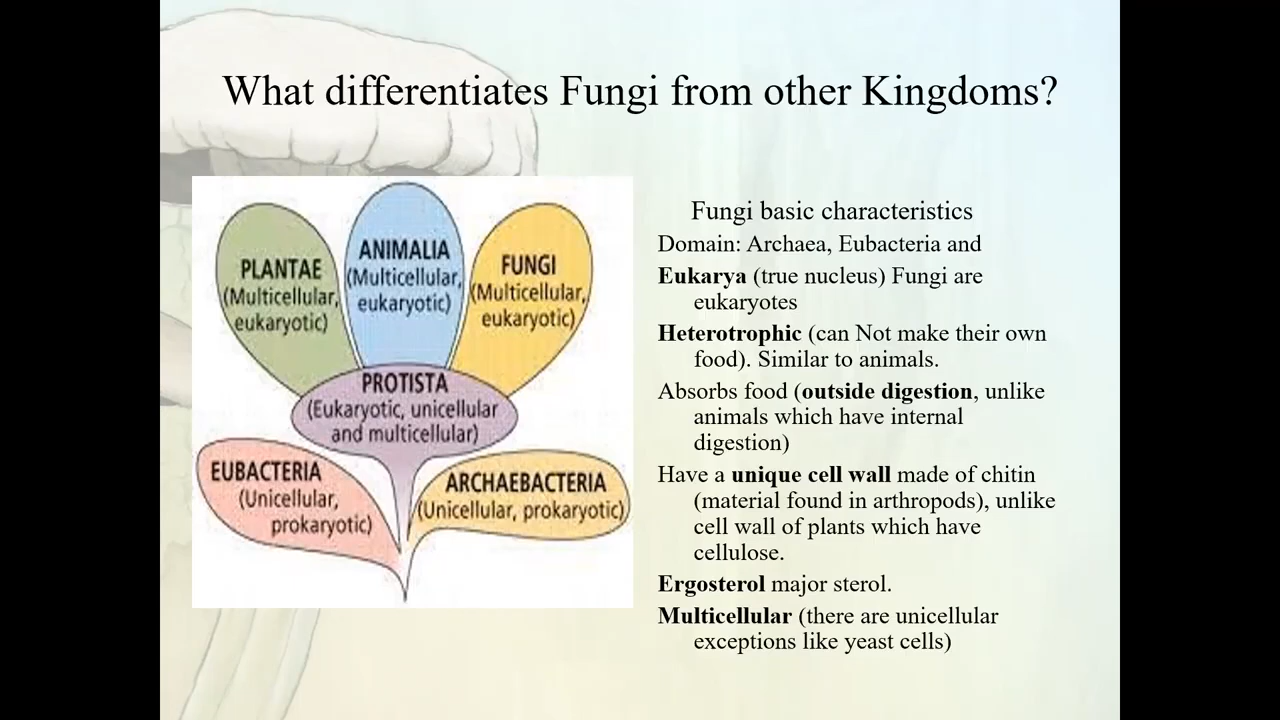 What differentiates Fungi from other Kingdoms?
PLANTAE
(Multicellular,
eukaryotic)
ANIMALIA
(Multicellular,
eukaryotic)
FUNGI
(Multicellular,
eukaryotic)
PROTISTA
(Eukaryotic, unicellular
and multicellular)
EUBACTERIA
(Unicellular,
prokaryotic)
ARCHAEBACTERIA
(Unicellular, prokaryotic)
Fungi basic characteristics
Domain: Archaea, Eubacteria and
Eukarya (true nucleus) Fungi are
eukaryotes
Heterotrophic (can Not make their own
food). Similar to animals.
Absorbs food (outside digestion, unlike
animals which have internal
digestion)
Have a unique cell wall made of chitin
(material found in arthropods), unlike
cell wall of plants which have
cellulose.
Ergosterol major sterol.
Multicellular (there are unicellular
exceptions like yeast cells)